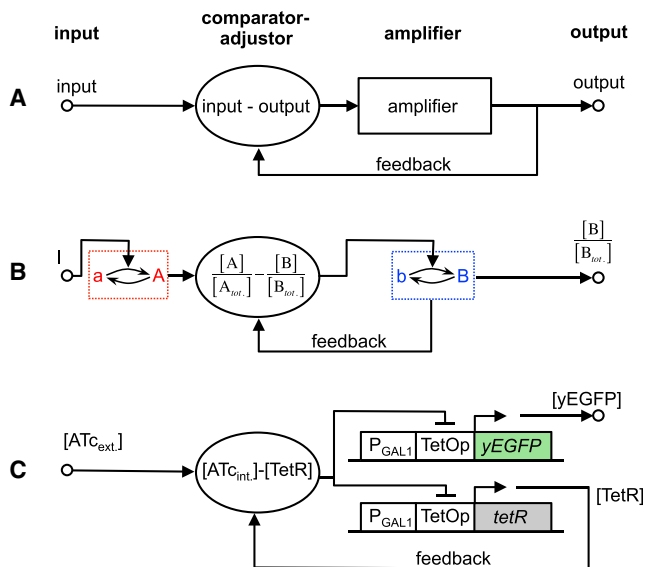 input
comparator-
adjustor
amplifier
output
A
input
input - output
amplifier
output
feedback
B
I
a A
[A] / [A_tot.] - [B] / [B_tot.]
b B
[B] / [B_tot.]
feedback
C
[ATc_ext.]
[ATc_int.]-[TetR]
[yEGFP]
P_GAL1 TetOp yEGFP
P_GAL1 TetOp tetR
[TetR]
feedback